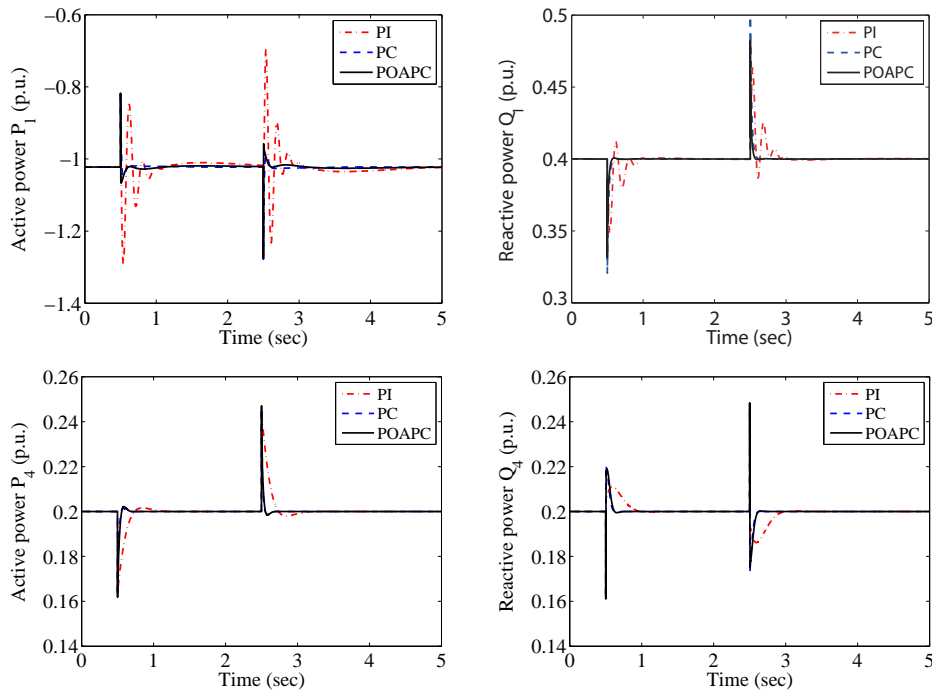 Active power P1 (p.u.)
−0.6
−0.8
−1
−1.2
−1.4
0 1 2 3 4 5
Time (sec)
PI
PC
POAPC
Reactive power Q1 (p.u.)
0.5
0.45
0.4
0.35
0.3
0 1 2 3 4 5
Time (sec)
PI
PC
POAPC
Active power P4 (p.u.)
0.26
0.24
0.22
0.2
0.18
0.16
0.14
0 1 2 3 4 5
Time (sec)
PI
PC
POAPC
Reactive power Q4 (p.u.)
0.26
0.24
0.22
0.2
0.18
0.16
0.14
0 1 2 3 4 5
Time (sec)
PI
PC
POAPC